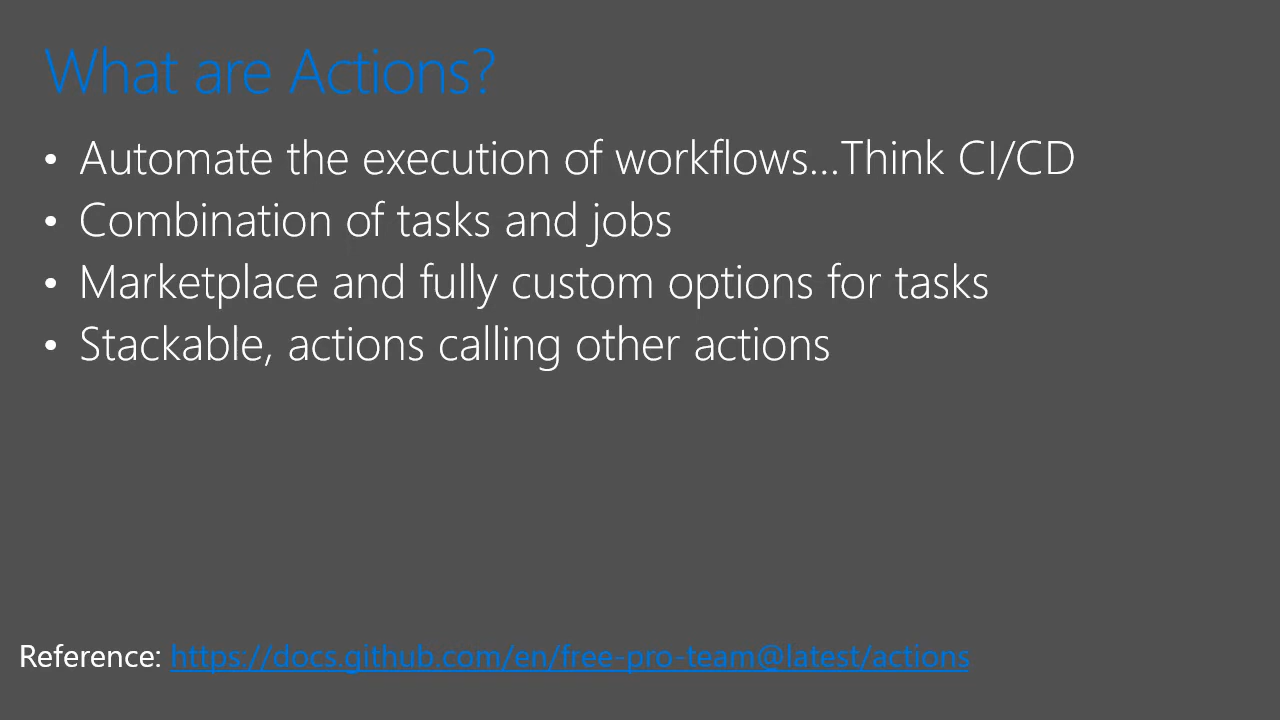 What are Actions?
• Automate the execution of workflows...Think CI/CD
• Combination of tasks and jobs
• Marketplace and fully custom options for tasks
• Stackable, actions calling other actions
Reference: https://docs.github.com/en/free-pro-team@latest/actions